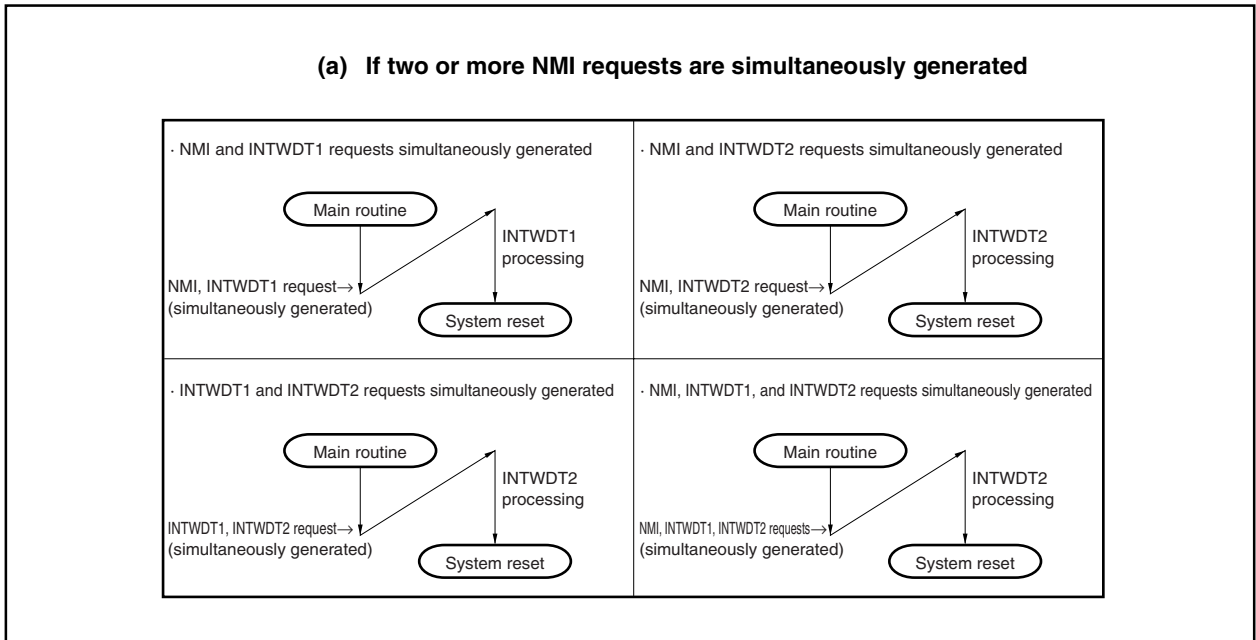 (a) If two or more NMI requests are simultaneously generated
· NMI and INTWDT1 requests simultaneously generated
Main routine
INTWDT1
processing
NMI, INTWDT1 request→
(simultaneously generated)
System reset
· NMI and INTWDT2 requests simultaneously generated
Main routine
INTWDT2
processing
NMI, INTWDT2 request→
(simultaneously generated)
System reset
· INTWDT1 and INTWDT2 requests simultaneously generated
Main routine
INTWDT2
processing
INTWDT1, INTWDT2 request→
(simultaneously generated)
System reset
· NMI, INTWDT1, and INTWDT2 requests simultaneously generated
Main routine
INTWDT2
processing
NMI, INTWDT1, INTWDT2 requests→
(simultaneously generated)
System reset